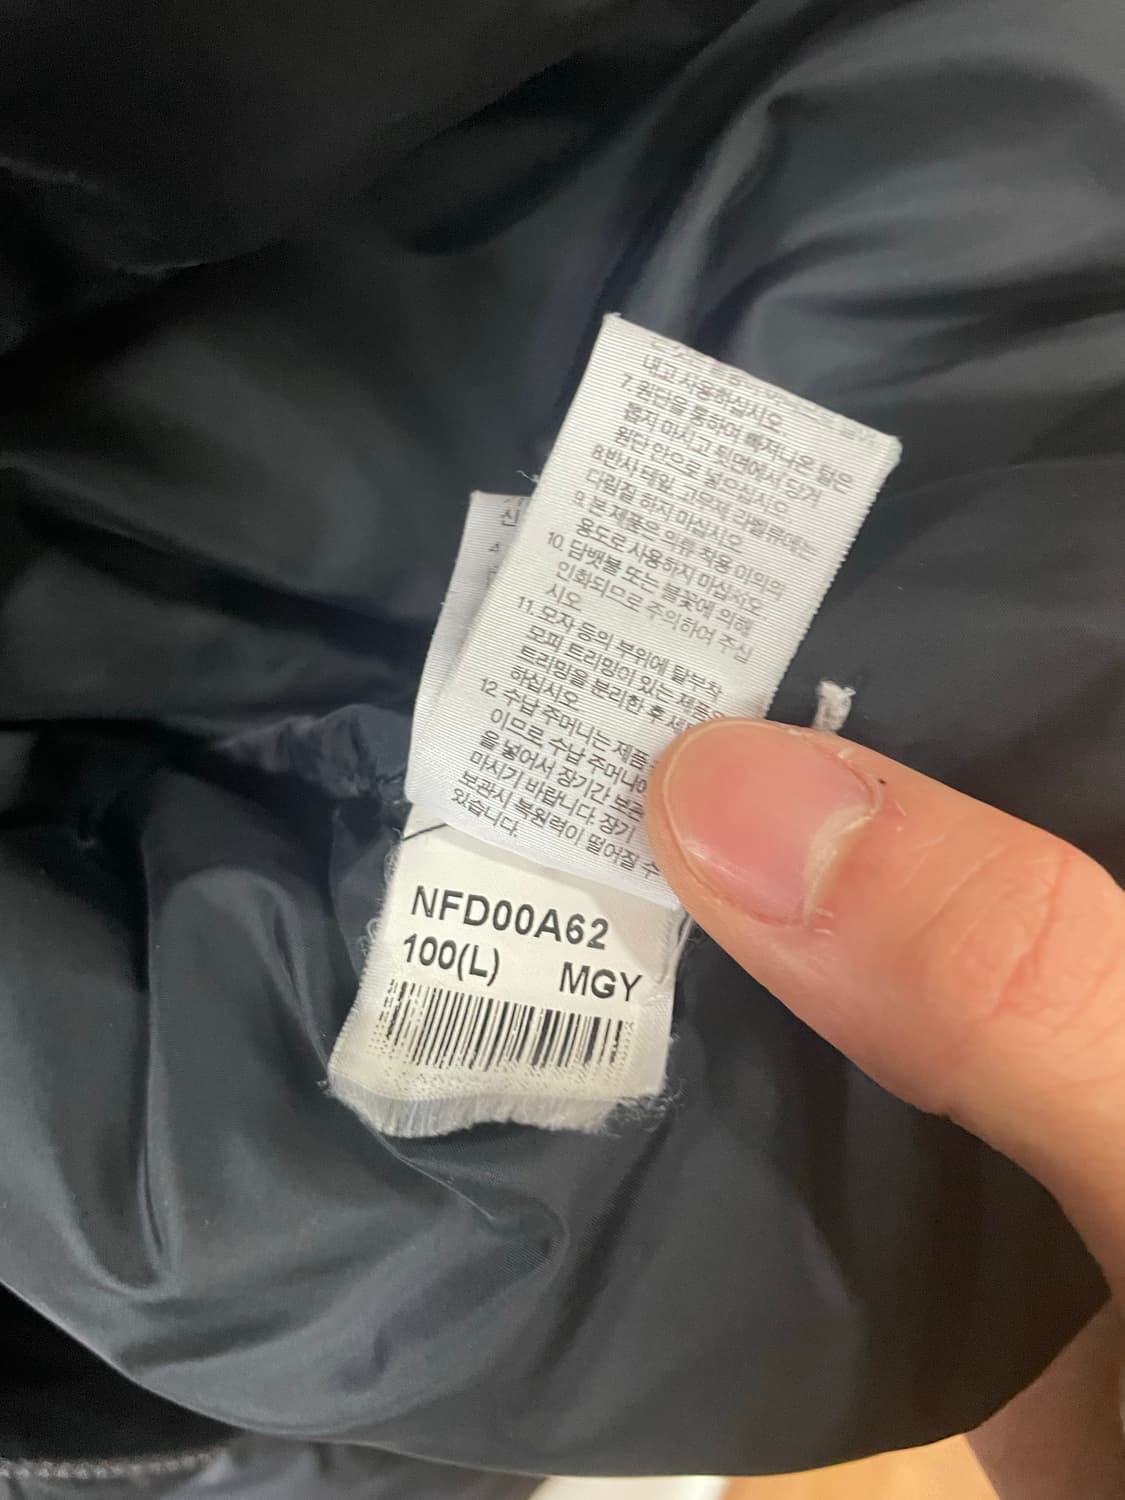 내고 사용하십시오.
7. 원단을 통하여 빠져나온 털은
뽑지 마시고 뒷면에서 당겨
원단 안으로 넣으십시오.
8.반사 테잎, 고무제 라벨류에는
다림질 하지 마십시오
9. 본 제품은 의류 착용 이외의
용도로 사용하지 마십시오.
10. 담뱃불 또는 불꽃에 의해
인화되므로 주의하여 주십
시오
11. 모자 등의 부위에 탈부착
모피 트리밍이 있는 제품은
트리밍을 분리한 후
하십시오
12. 수납 주머니는 제품
이므로 수납 주머니에
을 넣어서 장기간 보관
마시기 바랍니다. 장기
보관시 복원력이 떨어질 수
있습니다.
신
4
NFD00A62
100(L) MGY